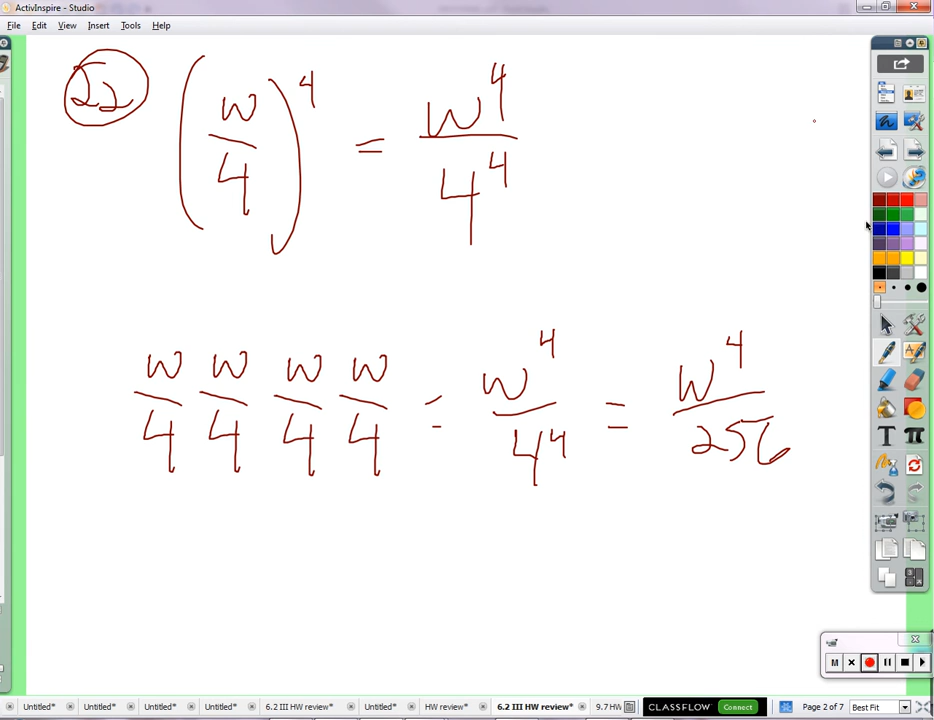 ActivInspire - Studio
File Edit View Insert Tools Help
22 (w/4)^4 = w^4/4^4
w/4 w/4 w/4 w/4 = w^4/4^4 = w^4/256
M
Untitled* Untitled* Untitled* Untitled* 6.2 III HW review* Untitled* HW review* 6.2 III HW review* 9.7 HW CLASSFLOW Connect Page 2 of 7 Best Fit